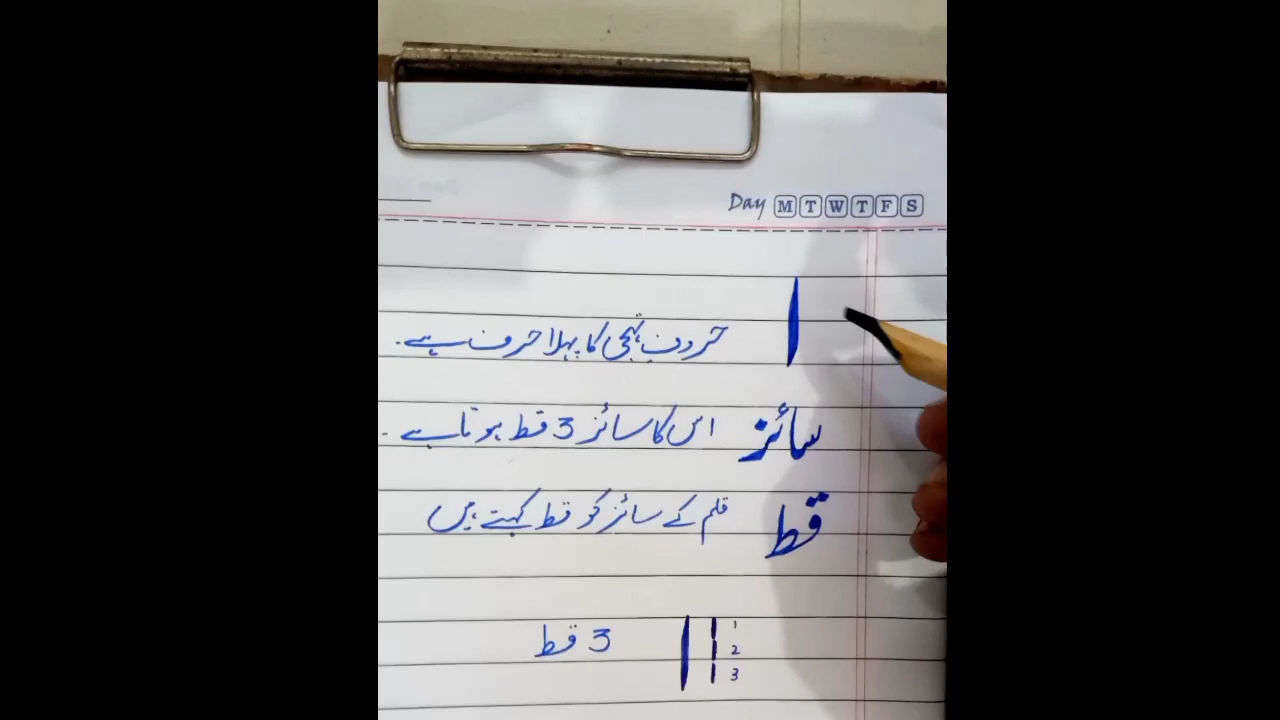 Day M T W T F S
ا
حروفِ تہجی کا پہلا حرف ہے۔
سائز اس کا سائز 3 قط ہوتا ہے۔
قط قلم کے سائز کو قط کہتے ہیں
3 قط
1
2
3